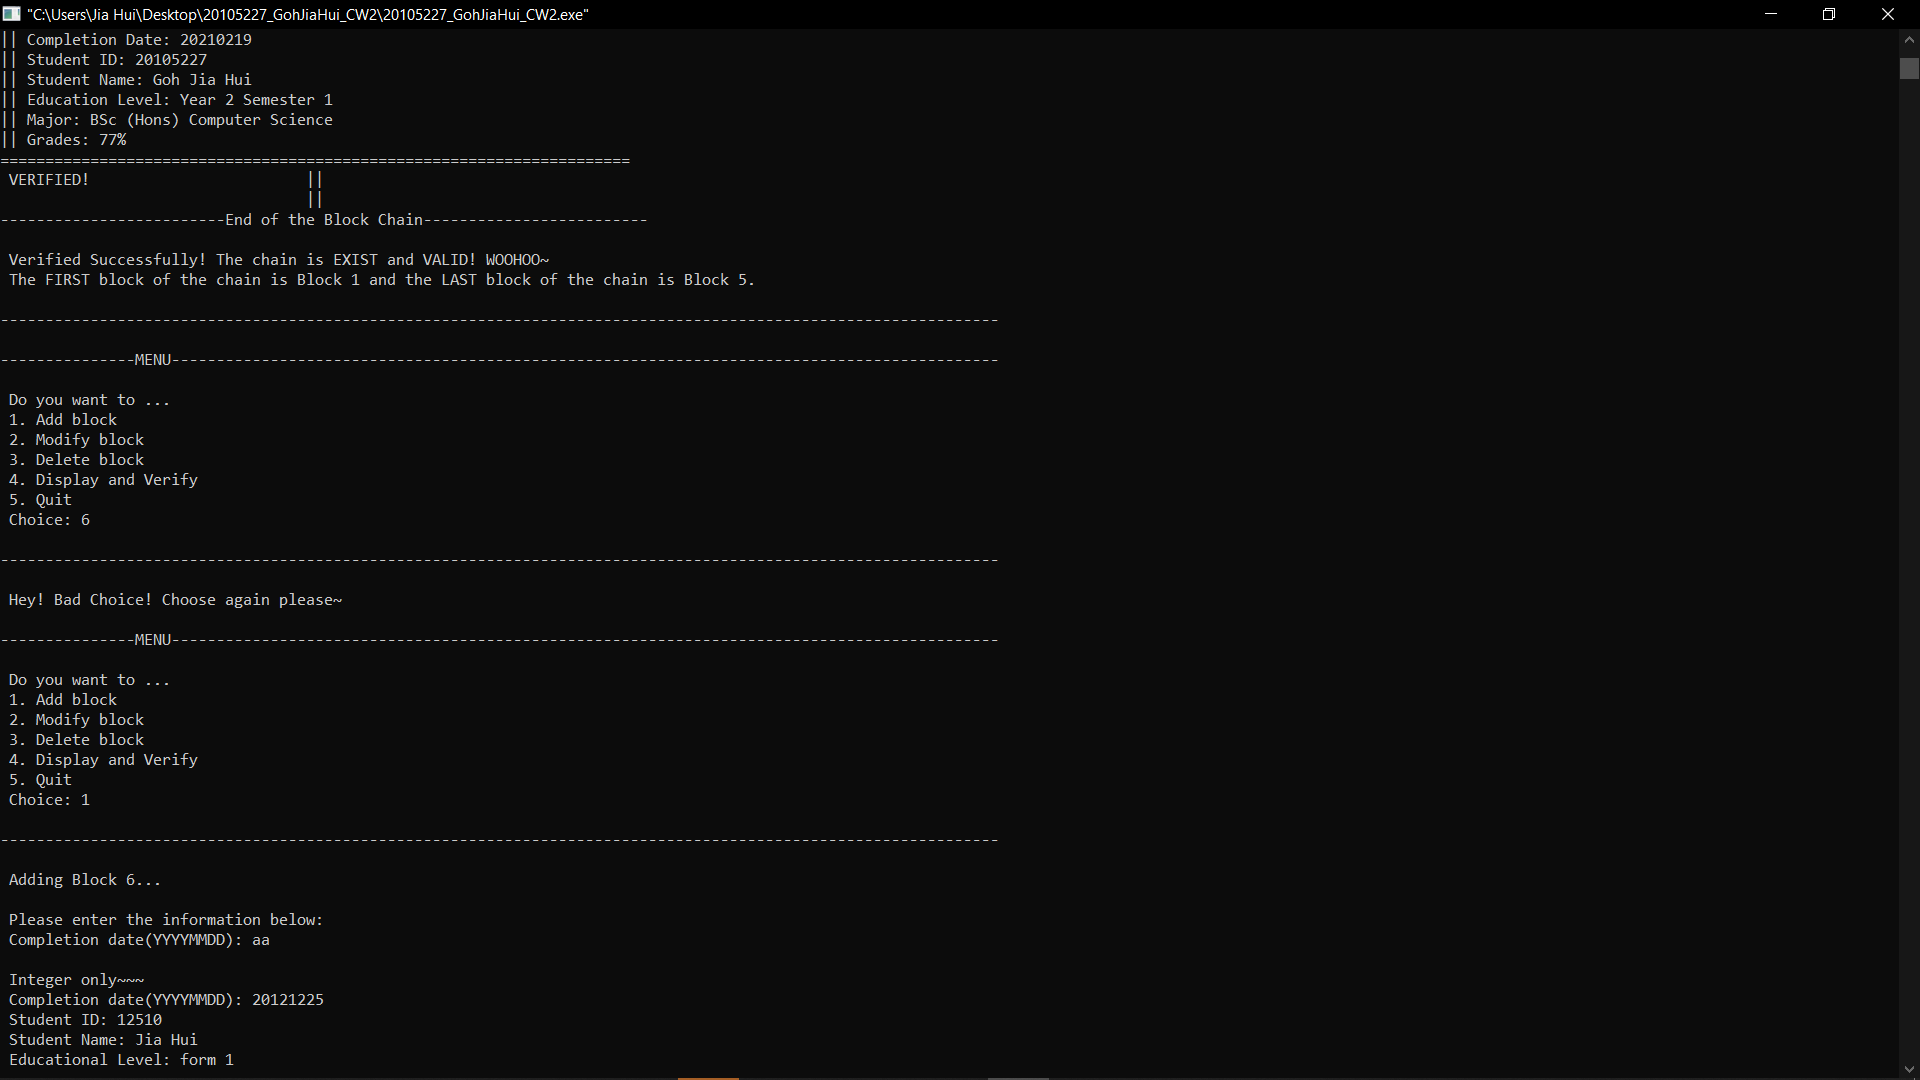 "C:\Users\Jia Hui\Desktop\20105227_GohJiaHui_CW2\20105227_GohJiaHui_CW2.exe"
|| Completion Date: 20210219
|| Student ID: 20105227
|| Student Name: Goh Jia Hui
|| Education Level: Year 2 Semester 1
|| Major: BSc (Hons) Computer Science
|| Grades: 77%
======================================================================
VERIFIED!                        ||
||
-------------------------End of the Block Chain-------------------------
Verified Successfully! The chain is EXIST and VALID! WOOHOO~
The FIRST block of the chain is Block 1 and the LAST block of the chain is Block 5.
---------------------------------------------------------------------------------------------------------------
---------------MENU--------------------------------------------------------------------------------------------
Do you want to ...
1. Add block
2. Modify block
3. Delete block
4. Display and Verify
5. Quit
Choice: 6
---------------------------------------------------------------------------------------------------------------
Hey! Bad Choice! Choose again please~
---------------MENU--------------------------------------------------------------------------------------------
Do you want to ...
1. Add block
2. Modify block
3. Delete block
4. Display and Verify
5. Quit
Choice: 1
---------------------------------------------------------------------------------------------------------------
Adding Block 6...
Please enter the information below:
Completion date(YYYYMMDD): aa
Integer only~~~
Completion date(YYYYMMDD): 20121225
Student ID: 12510
Student Name: Jia Hui
Educational Level: form 1